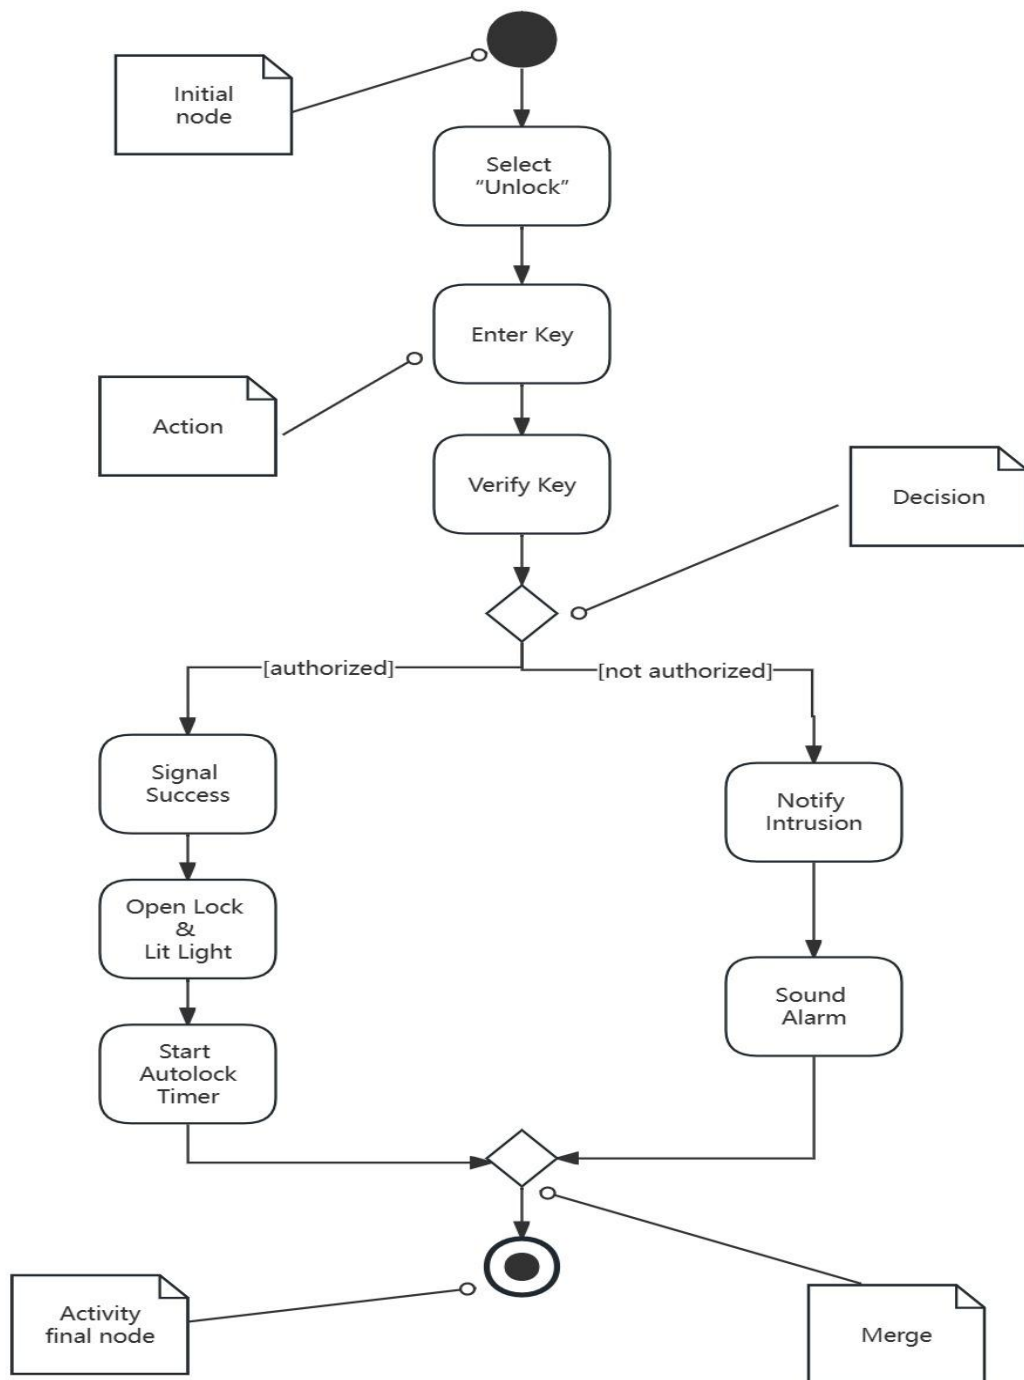 Initial
node
Select
“Unlock”
Enter Key
Action
Verify Key
Decision
[authorized]
[not authorized]
Signal
Success
Notify
Intrusion
Open Lock
&
Lit Light
Sound
Alarm
Start
Autolock
Timer
Activity
final node
Merge